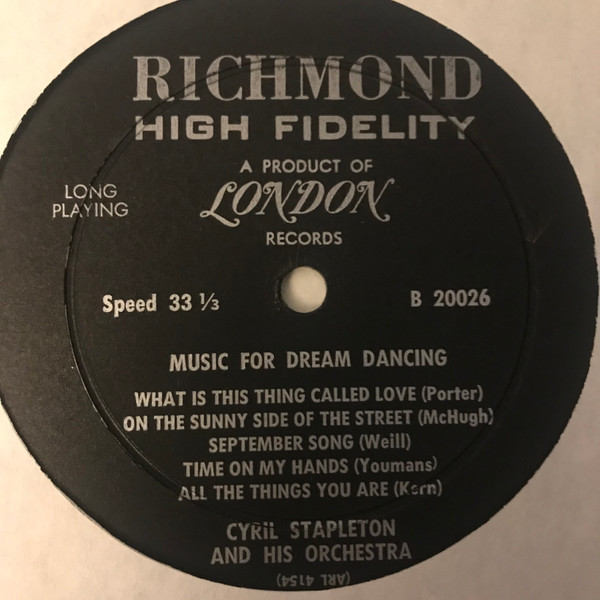 RICHMOND
HIGH FIDELITY
A PRODUCT OF
LONDON
RECORDS
LONG
PLAYING
Speed 33 ⅓
B 20026
MUSIC FOR DREAM DANCING
WHAT IS THIS THING CALLED LOVE (Porter)
ON THE SUNNY SIDE OF THE STREET (McHugh)
SEPTEMBER SONG (Weill)
TIME ON MY HANDS (Youmans)
ALL THE THINGS YOU ARE (Kern)
CYRIL STAPLETON
AND HIS ORCHESTRA
(ARL 4154)